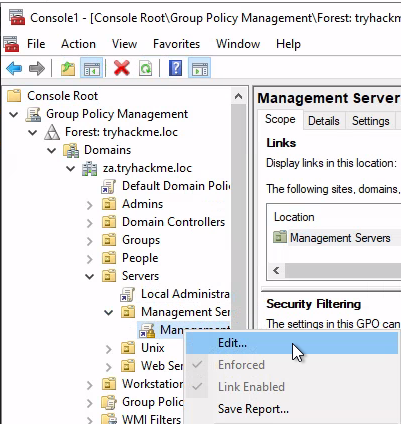 Console1 - [Console Root\Group Policy Management\Forest: tryhackme
File Action View Favorites Window Help
Console Root
Group Policy Management
Forest: tryhackme.loc
Domains
za.tryhackme.loc
Default Domain Poli
Admins
Domain Controllers
Groups
People
Servers
Local Administra
Management Ser
Management
Unix
Web Ser
Workstation
Group Polic
WMI Filters
Management Server
Scope Details Settings
Links
Display links in this location:
The following sites, domains,
Location
Management Servers
Security Filtering
The settings in this GPO can
Edit...
Enforced
Link Enabled
Save Report...